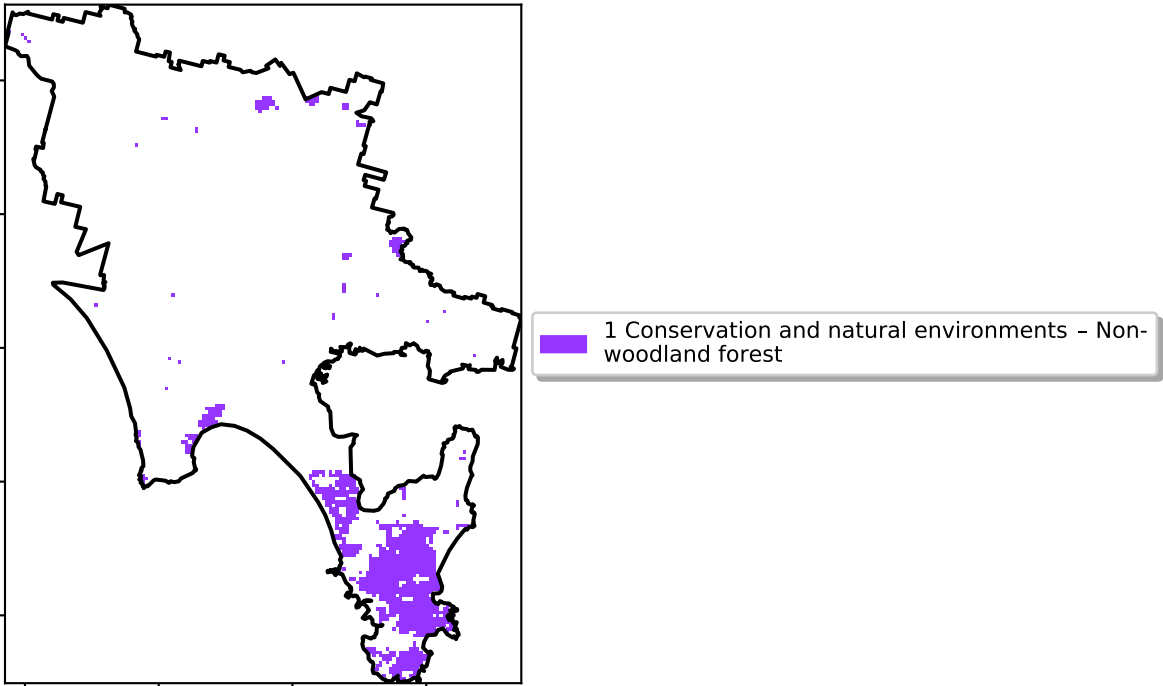 1 Conservation and natural environments – Non-
woodland forest